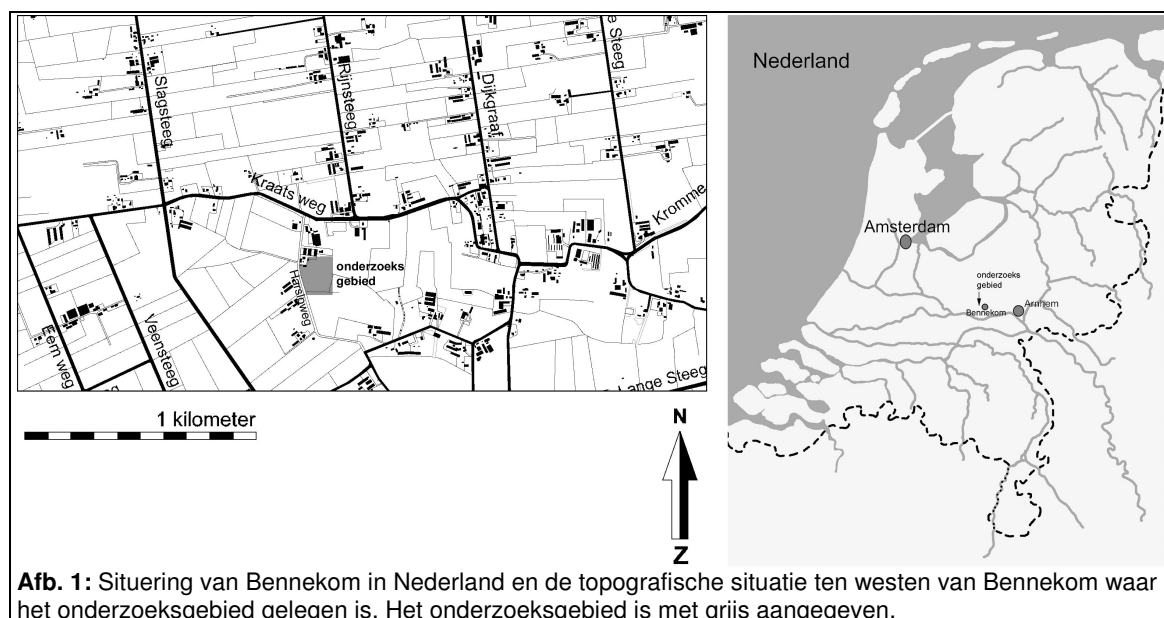 Slagsteeg
Rijnsteeg
Dijkgraaf
e Steeg
Kraats weg
Kromme
onderzoeks
gebied
Harsloweg
Eem weg
Veensteeg
Lange Steeg
1 kilometer
N
Z
Nederland
Amsterdam
onderzoeks
gebied
Bennekom
Arnhem
Afb. 1: Situering van Bennekom in Nederland en de topografische situatie ten westen van Bennekom waar
het onderzoeksgebied gelegen is. Het onderzoeksgebied is met grijs aangegeven.